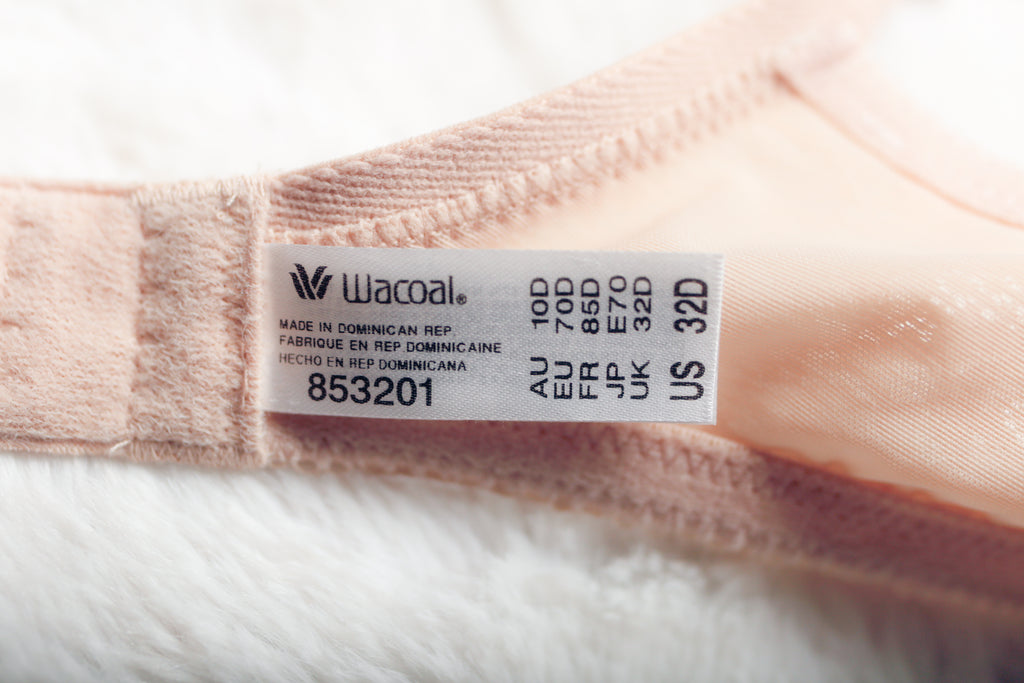 Wacoal®
MADE IN DOMINICAN REP.
FABRIQUE EN REP DOMINICAINE
HECHO EN REP DOMINICANA
853201
AU 10D
EU 70D
FR 85D
JP E70
UK 32D
US 32D